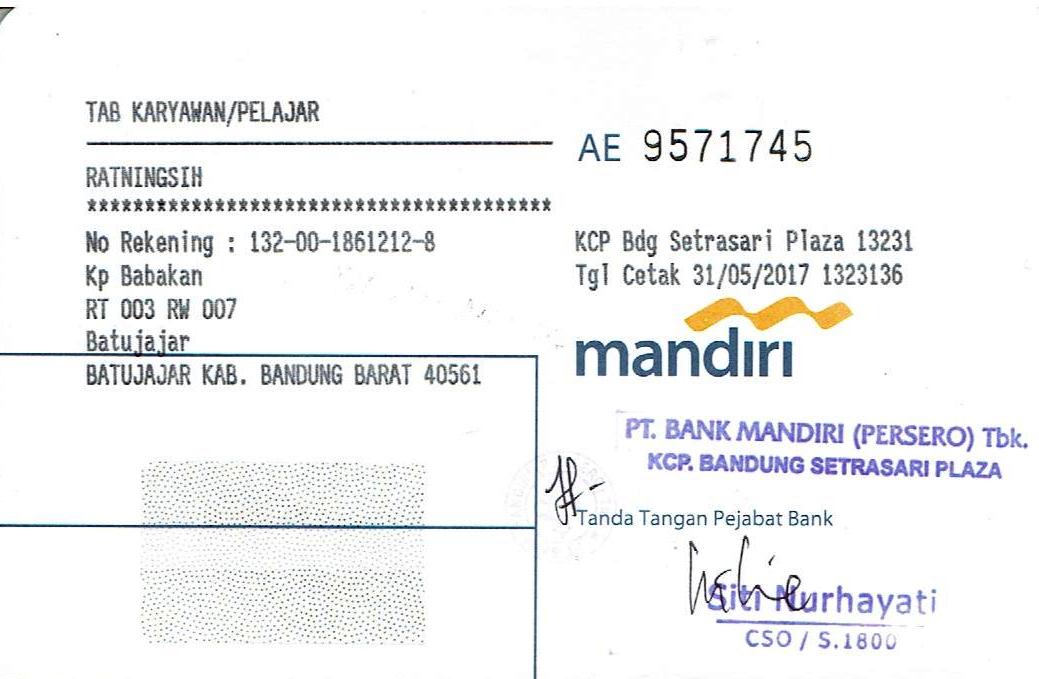 TAB KARYAWAN/PELAJAR
RATNINGSIH
****************************************
No Rekening : 132-00-1861212-8
Kp Babakan
RT 003 RW 007
Batujajar
BATUJAJAR KAB. BANDUNG BARAT 40561
AE 9571745
KCP Bdg Setrasari Plaza 13231
Tgl Cetak 31/05/2017 1323136
mandiri
PT. BANK MANDIRI (PERSERO) Tbk.
KCP. BANDUNG SETRASARI PLAZA
Tanda Tangan Pejabat Bank
Siti Nurhayati
CSO / S.1800